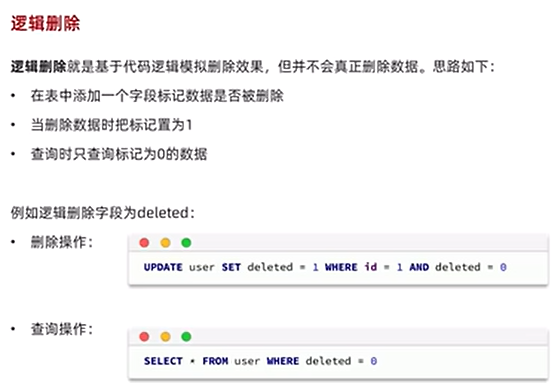 逻辑删除
逻辑删除就是基于代码逻辑模拟删除效果，但并不会真正删除数据。思路如下：
• 在表中添加一个字段标记数据是否被删除
• 当删除数据时把标记置为1
• 查询时只查询标记为0的数据
例如逻辑删除字段为deleted：
• 删除操作：
UPDATE user SET deleted = 1 WHERE id = 1 AND deleted = 0
• 查询操作：
SELECT * FROM user WHERE deleted = 0